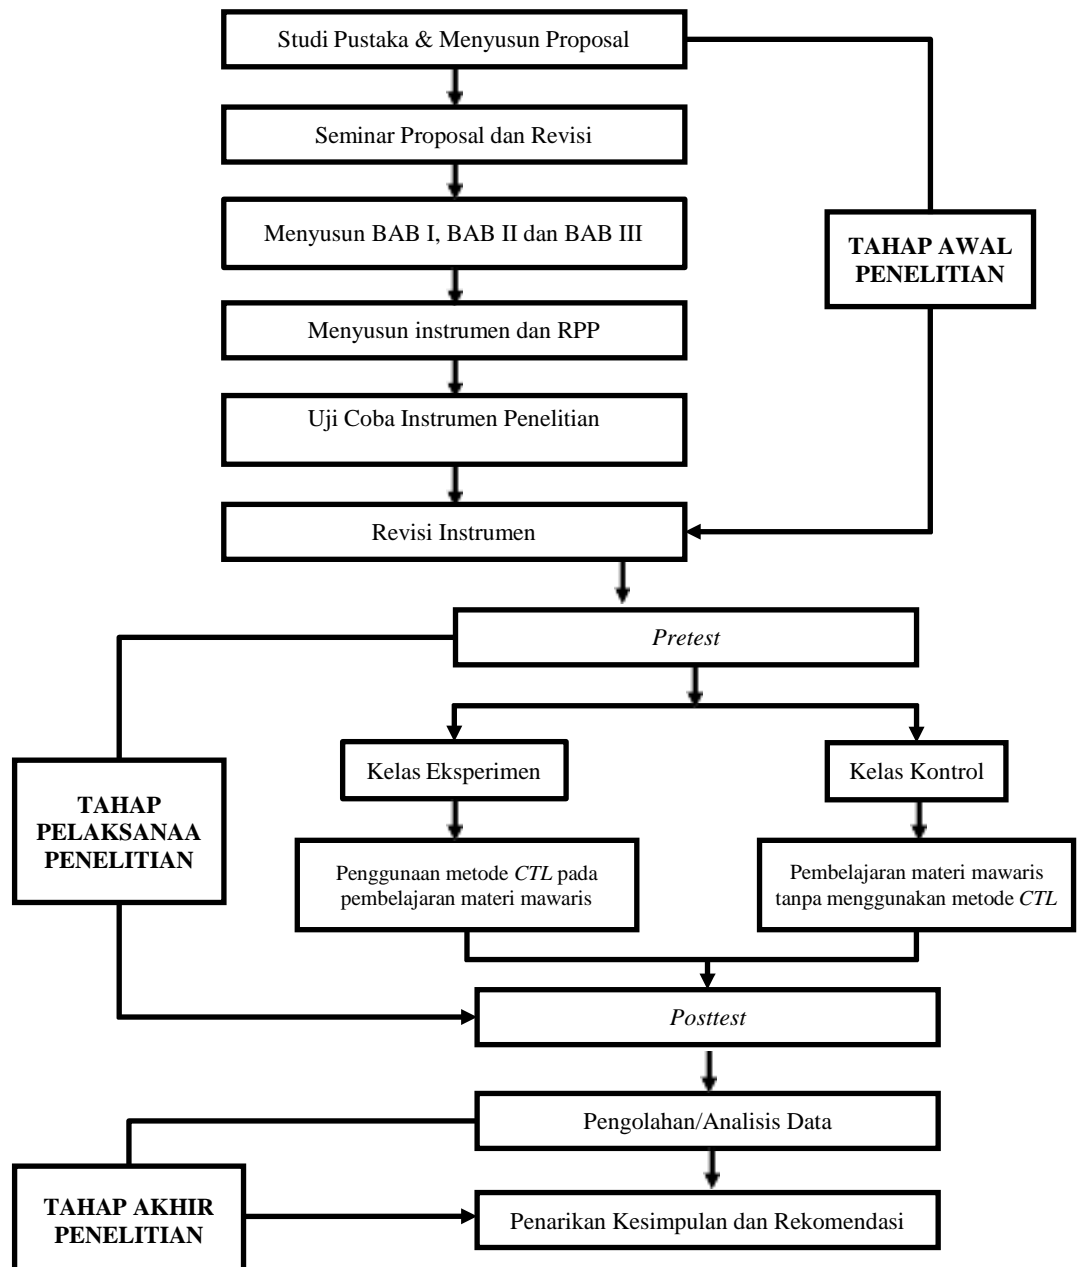 Studi Pustaka & Menyusun Proposal
Seminar Proposal dan Revisi
Menyusun BAB I, BAB II dan BAB III
TAHAP AWAL
PENELITIAN
Menyusun instrumen dan RPP
Uji Coba Instrumen Penelitian
Revisi Instrumen
Pretest
Kelas Eksperimen
Kelas Kontrol
TAHAP
PELAKSANAA
PENELITIAN
Penggunaan metode CTL pada
pembelajaran materi mawaris
Pembelajaran materi mawaris
tanpa menggunakan metode CTL
Posttest
Pengolahan/Analisis Data
TAHAP AKHIR
PENELITIAN
Penarikan Kesimpulan dan Rekomendasi